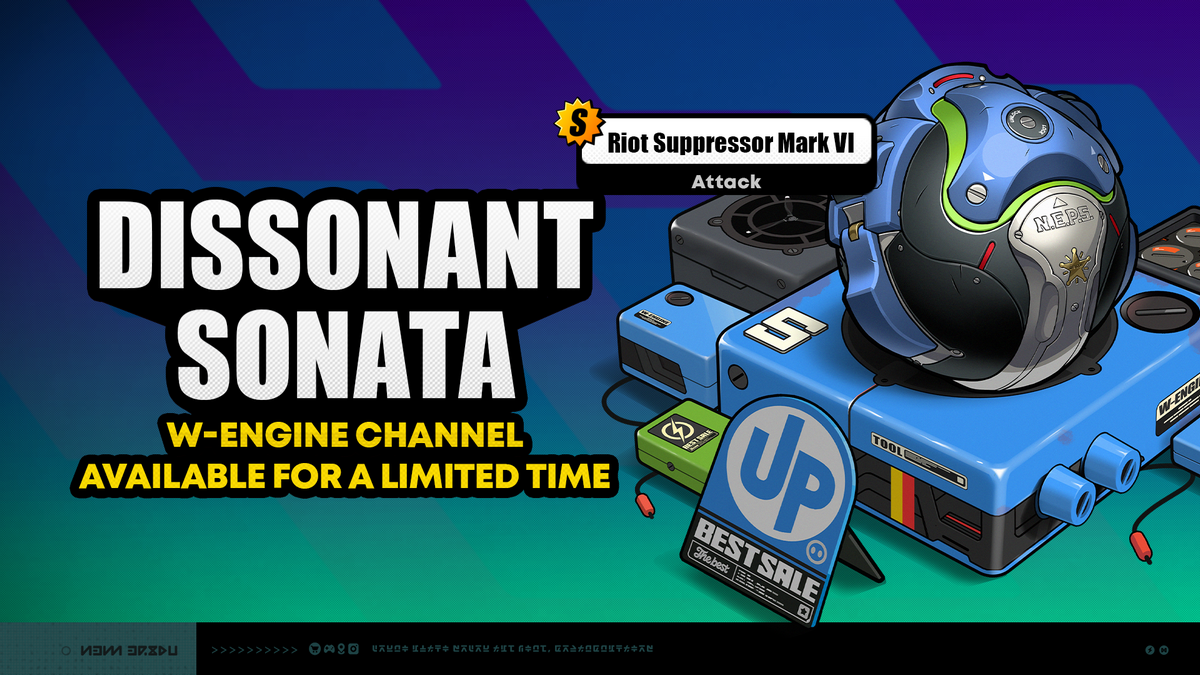 S
Riot Suppressor Mark VI
Attack
DISSONANT
SONATA
W-ENGINE CHANNEL
AVAILABLE FOR A LIMITED TIME
N.E.P.S.
W-ENGINE
S
BEST SALE
TOOL
UP
BEST SALE
The best